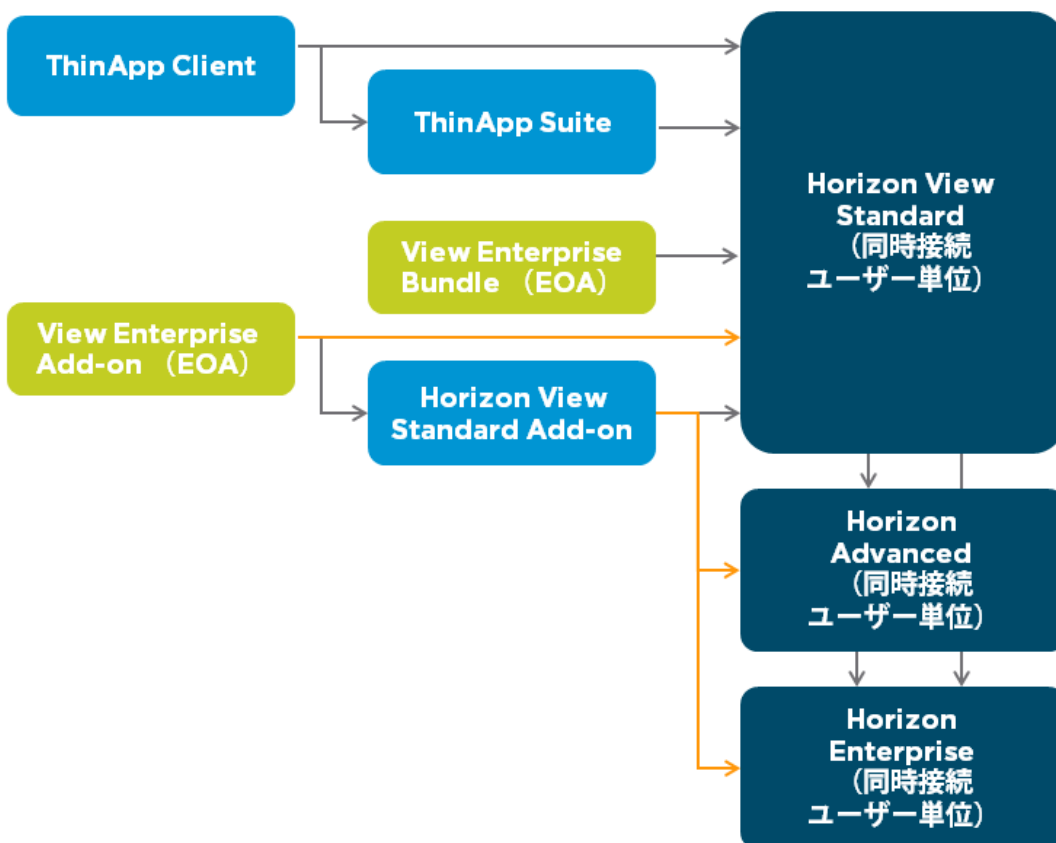 ThinApp Client
ThinApp Suite
Horizon View
Standard
（同時接続
ユーザー単位）
View Enterprise
Bundle （EOA）
View Enterprise
Add-on （EOA）
Horizon View
Standard Add-on
Horizon
Advanced
（同時接続
ユーザー単位）
Horizon
Enterprise
（同時接続
ユーザー単位）